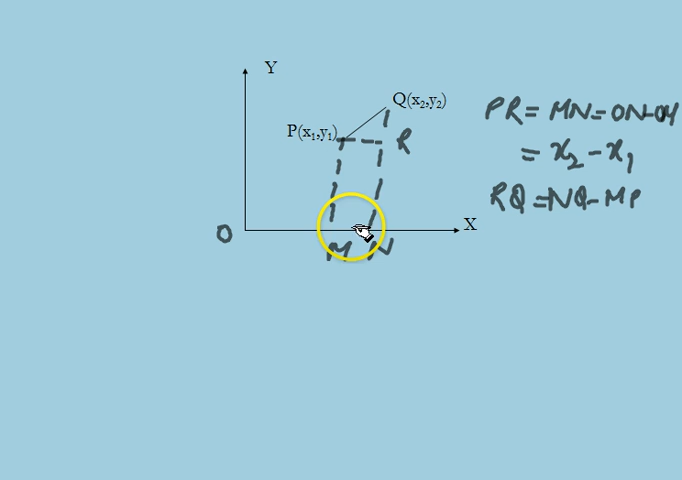 Y
Q(x₂,y₂)
P(x₁,y₁)
R
O
X
M N
PR = MN = ON-OM
= x₂ - x₁
RQ = NQ - MP